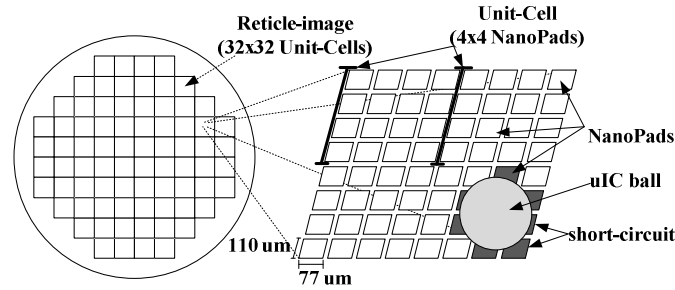 Reticle-image
(32x32 Unit-Cells)
Unit-Cell
(4x4 NanoPads)
NanoPads
uIC ball
short-circuit
110 um
77 um